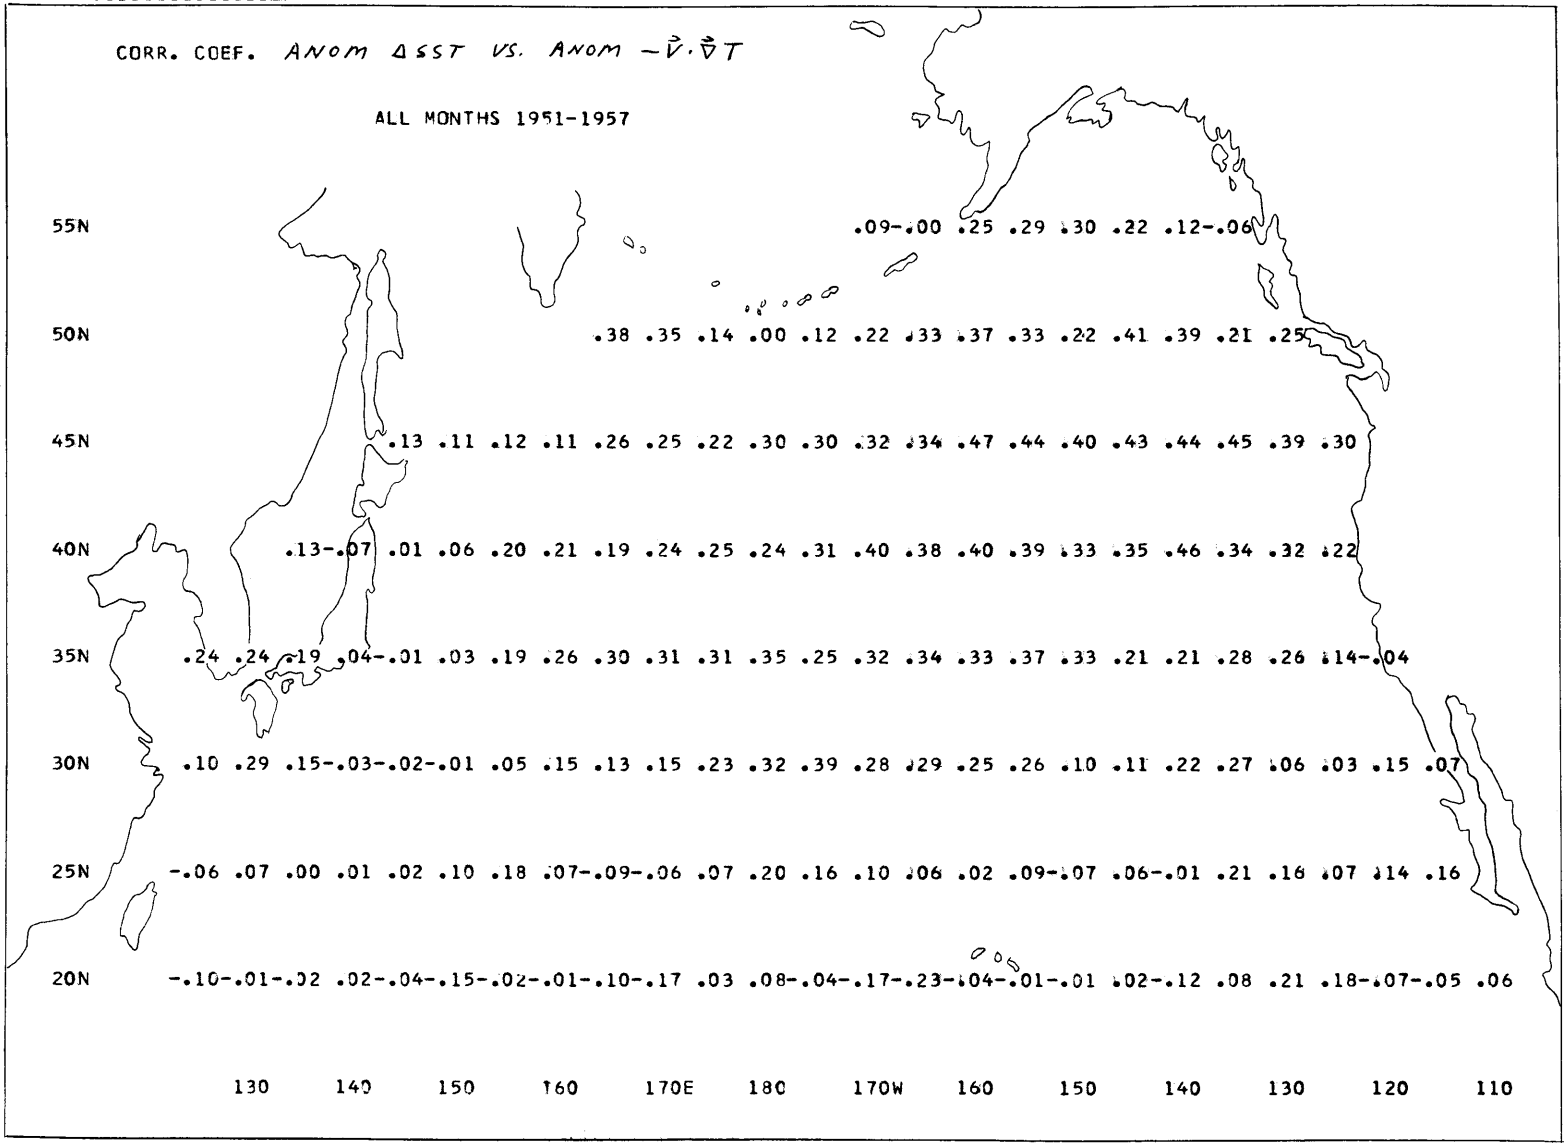 CORR. COEF. ANOM ΔSST VS. ANOM −V⃗·∇⃗T
ALL MONTHS 1951-1957
55N .09-.00 .25 .29 .30 .22 .12-.06
50N .38 .35 .14 .00 .12 .22 .33 .37 .33 .22 .41 .39 .21 .25
45N .13 .11 .12 .11 .26 .25 .22 .30 .30 .32 .34 .47 .44 .40 .43 .44 .45 .39 .30
40N .13-.07 .01 .06 .20 .21 .19 .24 .25 .24 .31 .40 .38 .40 .39 .33 .35 .46 .34 .32 .22
35N .24 .24 .19 .04-.01 .03 .19 .26 .30 .31 .31 .35 .25 .32 .34 .33 .37 .33 .21 .21 .28 .26 .14-.04
30N .10 .29 .15-.03-.02-.01 .05 .15 .13 .15 .23 .32 .39 .28 .29 .25 .26 .10 .11 .22 .27 .06 .03 .15 .07
25N -.06 .07 .00 .01 .02 .10 .18 .07-.09-.06 .07 .20 .16 .10 .06 .02 .09-.07 .06-.01 .21 .16 .07 .14 .16
20N -.10-.01-.02 .02-.04-.15-.02-.01-.10-.17 .03 .08-.04-.17-.23-.04-.01-.01 .02-.12 .08 .21 .18-.07-.05 .06
130 140 150 160 170E 180 170W 160 150 140 130 120 110